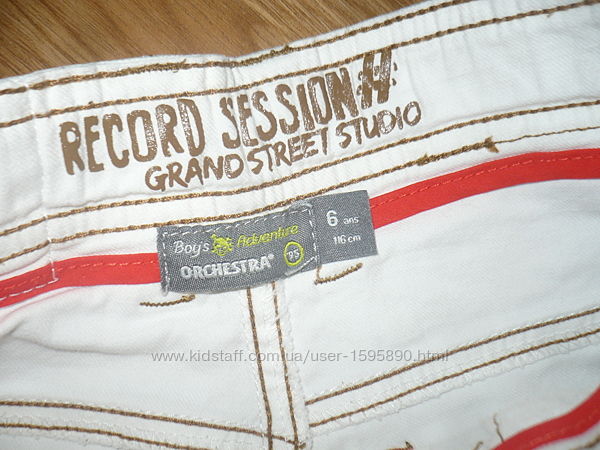 RECORD SESSION:H:
GRAND STREET STUDIO
Boy's Adventure
ORCHESTRA® 95
6 ans
116 cm
www.kidstaff.com.ua/user-1595890.html